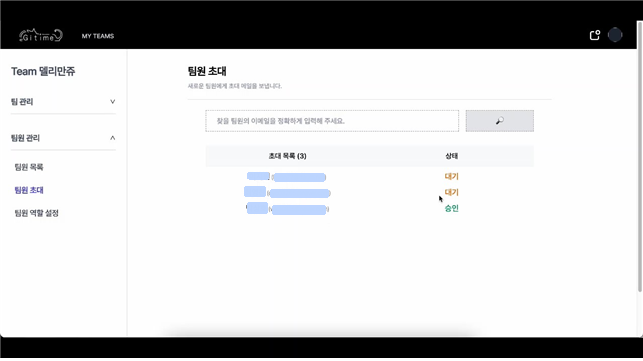 Gitime
MY TEAMS
Team 델리만쥬
팀 관리
팀원 관리
팀원 목록
팀원 초대
팀원 역할 설정
팀원 초대
새로운 팀원에게 초대 메일을 보냅니다.
찾을 팀원의 이메일을 정확하게 입력해 주세요.
초대 목록 (3) 상태
대기
대기
승인